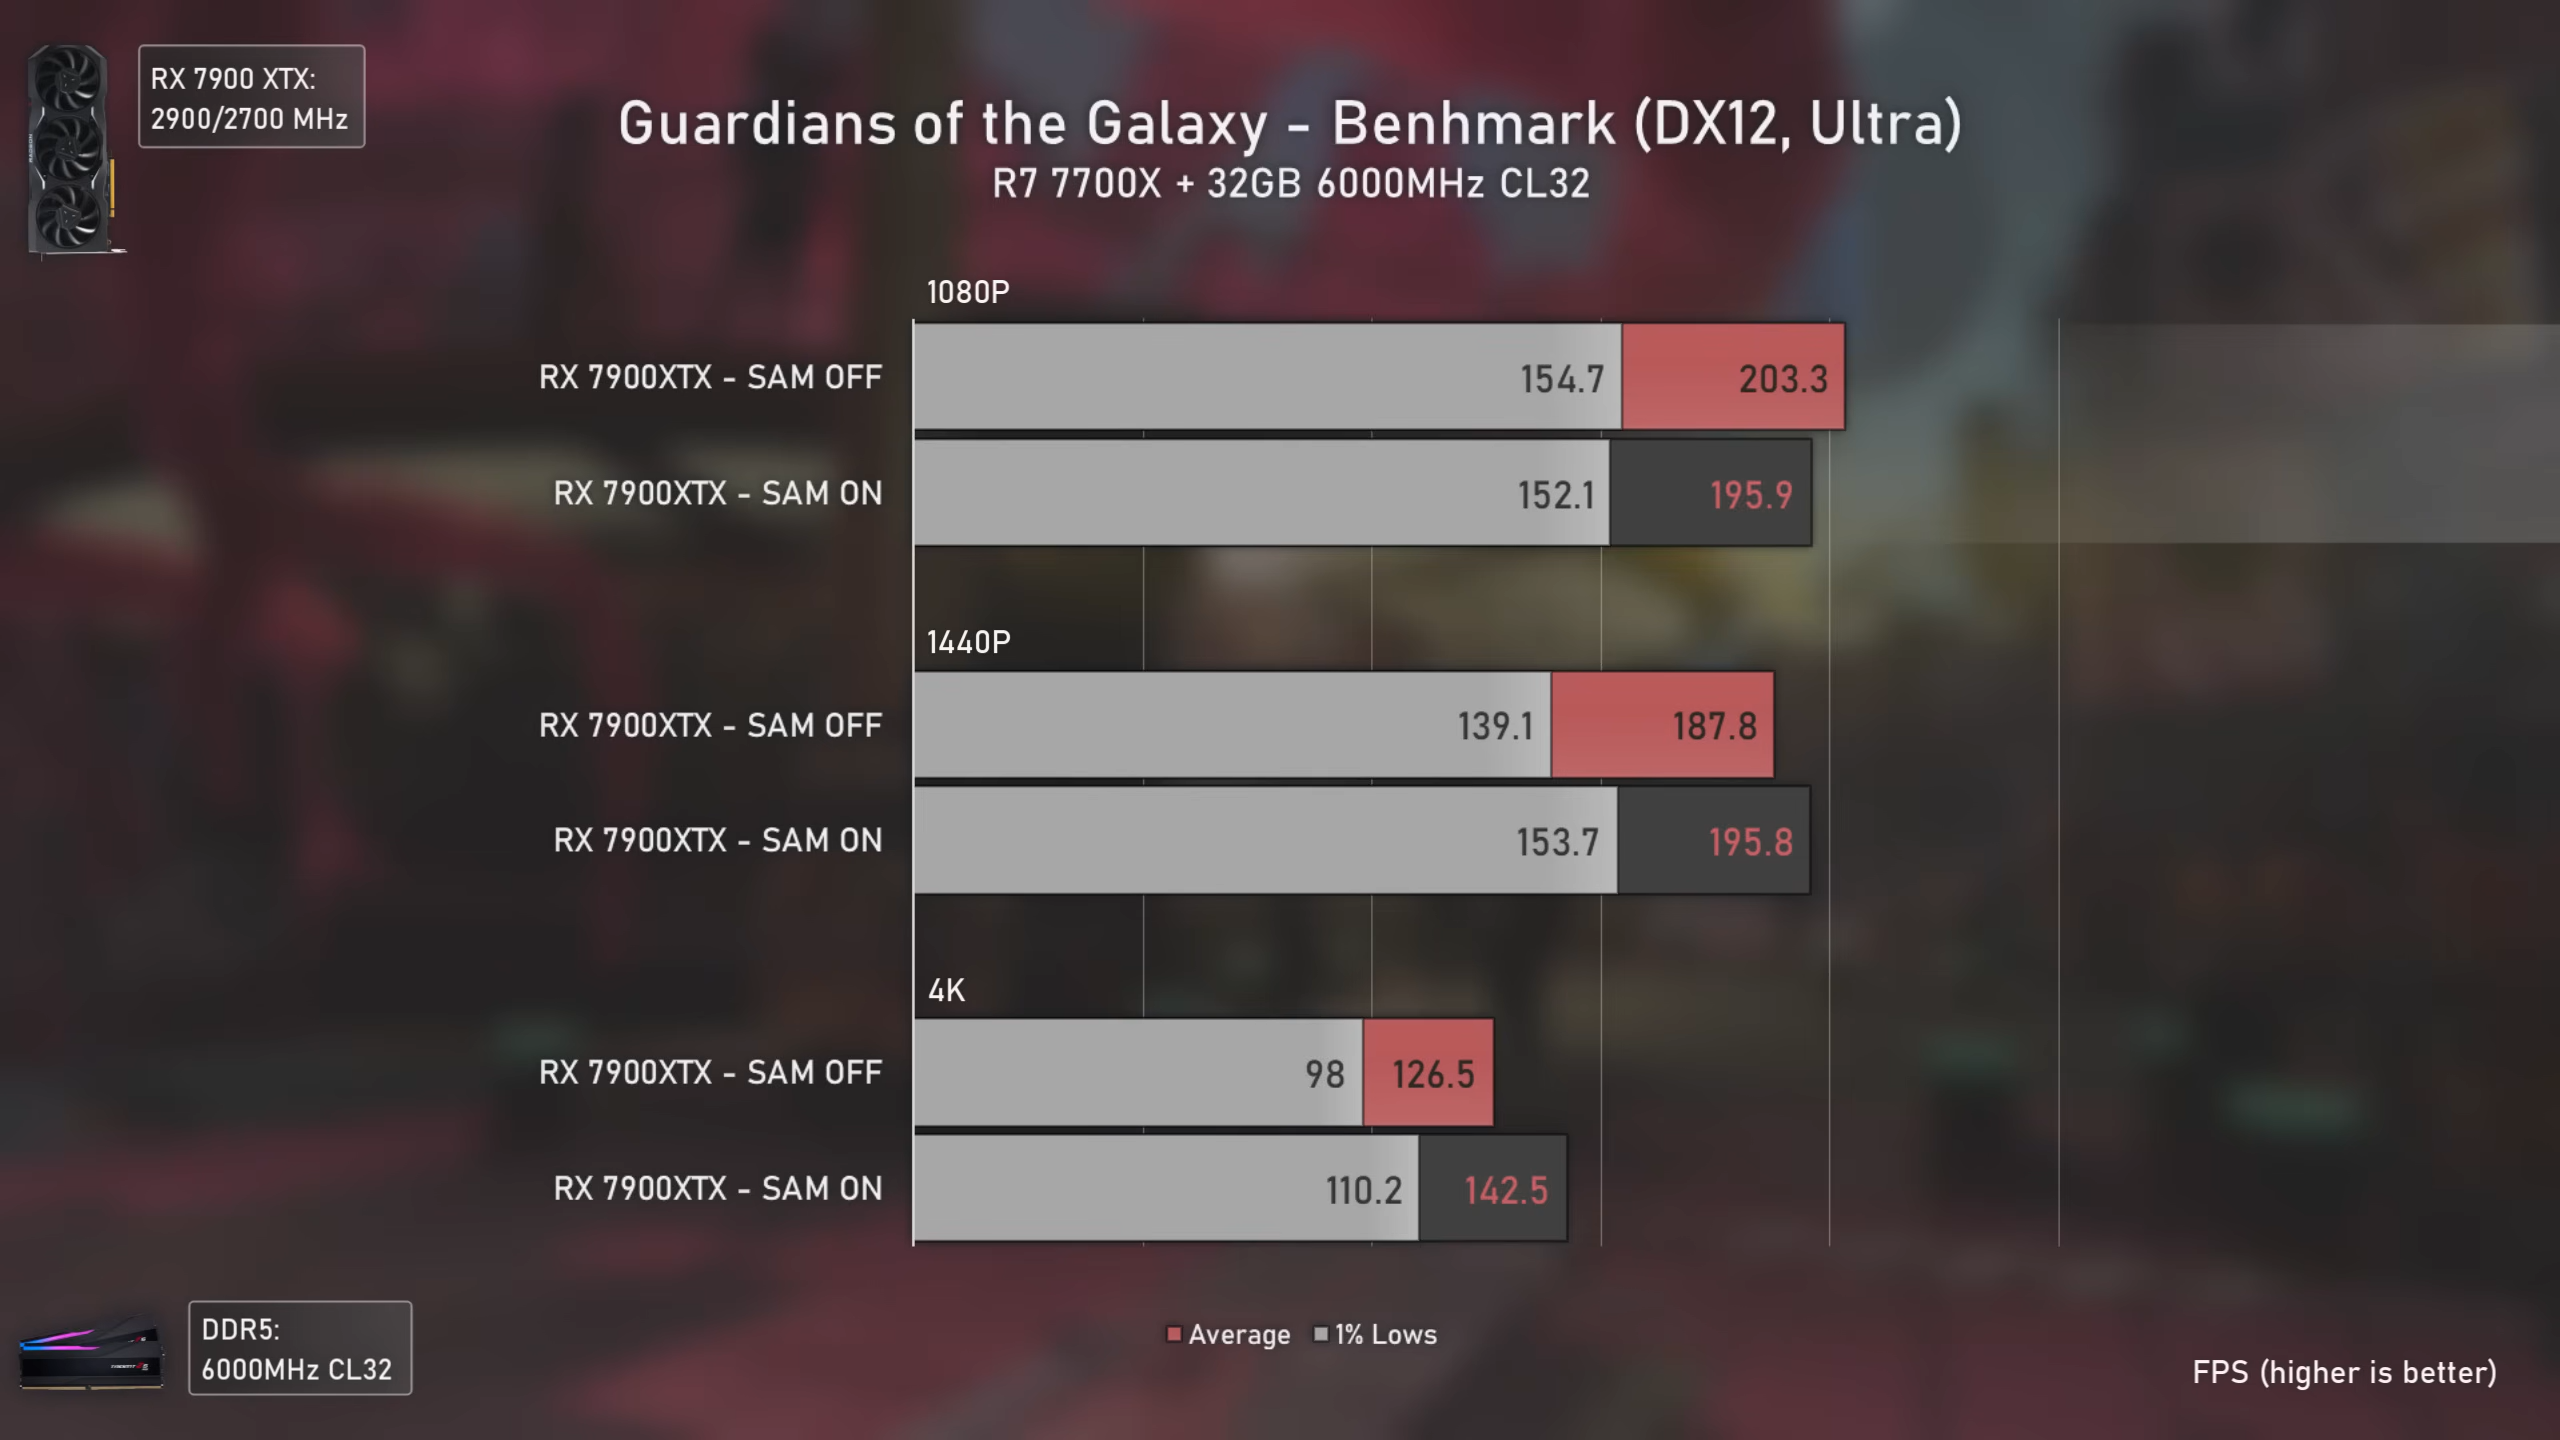 RX 7900 XTX:
2900/2700 MHz
Guardians of the Galaxy - Benhmark (DX12, Ultra)
R7 7700X + 32GB 6000MHz CL32
1080P
RX 7900XTX - SAM OFF 154.7 203.3
RX 7900XTX - SAM ON 152.1 195.9
1440P
RX 7900XTX - SAM OFF 139.1 187.8
RX 7900XTX - SAM ON 153.7 195.8
4K
RX 7900XTX - SAM OFF 98 126.5
RX 7900XTX - SAM ON 110.2 142.5
DDR5:
6000MHz CL32
Average 1% Lows
FPS (higher is better)